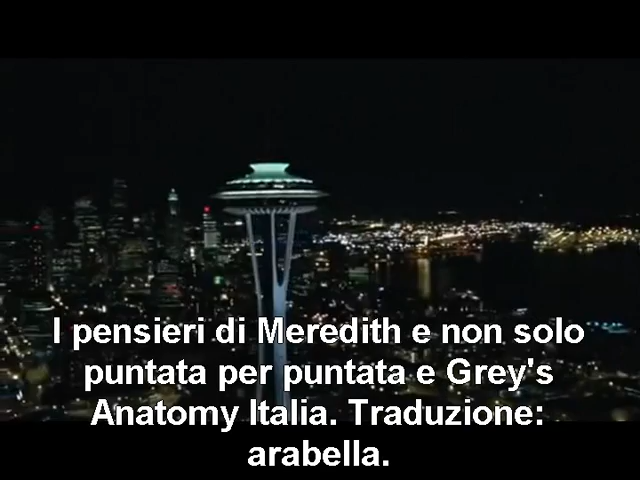 I pensieri di Meredith e non solo
puntata per puntata e Grey's
Anatomy Italia. Traduzione:
arabella.